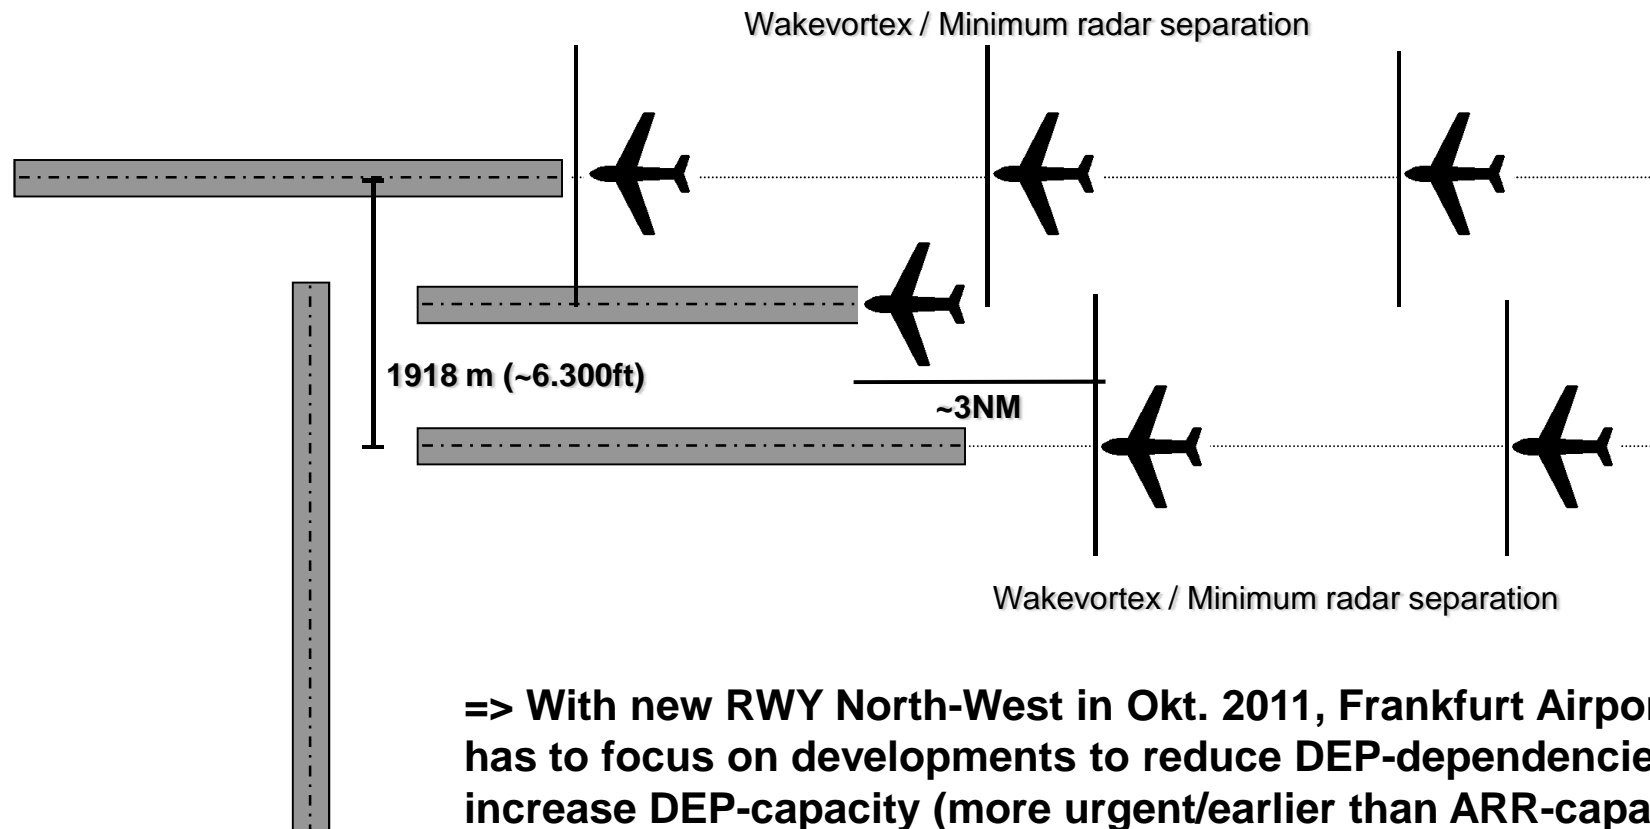 Wakevortex / Minimum radar separation
1918 m (~6.300ft)
~3NM
Wakevortex / Minimum radar separation
=> With new RWY North-West in Okt. 2011, Frankfurt Airpor
has to focus on developments to reduce DEP-dependencie
increase DEP-capacity (more urgent/earlier than ARR-capa